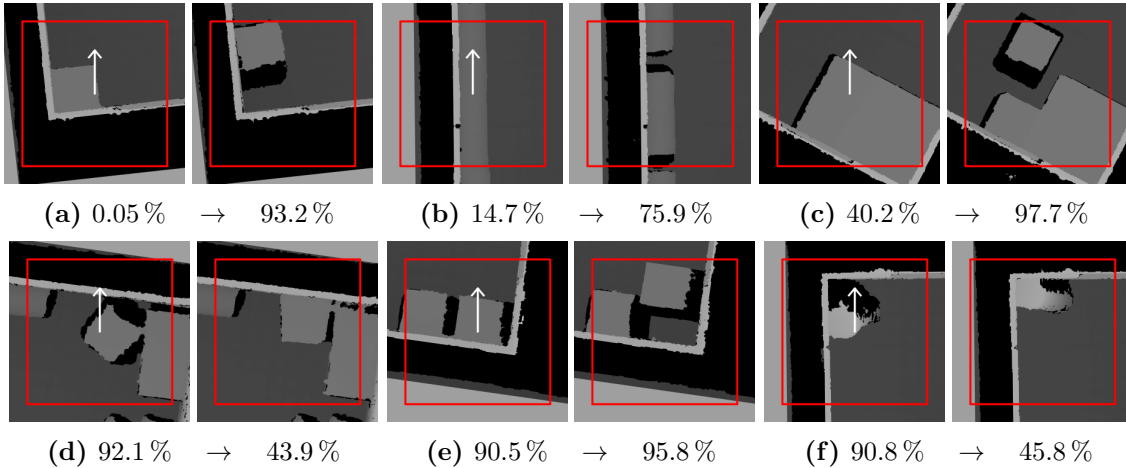 (a) 0.05 % → 93.2 % (b) 14.7 % → 75.9 % (c) 40.2 % → 97.7 %
(d) 92.1 % → 43.9 % (e) 90.5 % → 95.8 % (f) 90.8 % → 45.8 %